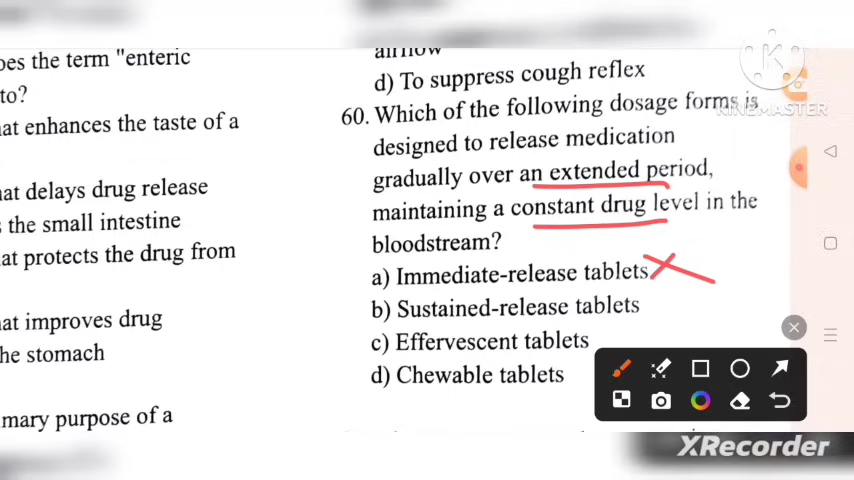 oes the term "enteric
to?
at enhances the taste of a
at delays drug release
s the small intestine
at protects the drug from
at improves drug
he stomach
mary purpose of a
airflow
d) To suppress cough reflex
60. Which of the following dosage forms is
designed to release medication
gradually over an extended period,
maintaining a constant drug level in the
bloodstream?
a) Immediate-release tablets
b) Sustained-release tablets
c) Effervescent tablets
d) Chewable tablets
K
KINEMASTER
XRecorder